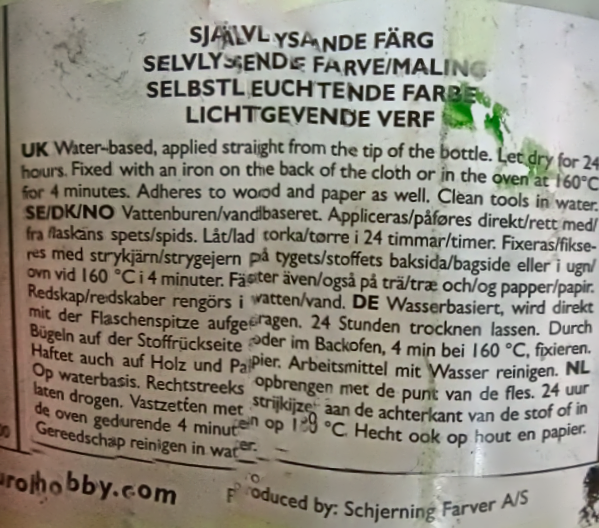 SJÄLVLYSANDE FÄRG
SELVLYSENDE FARVE/MALING
SELBSTLEUCHTENDE FARBE
LICHTGEVENDE VERF
UK Water-based, applied straight from the tip of the bottle. Let dry for 24
hours. Fixed with an iron on the back of the cloth or in the oven at 160°C
for 4 minutes. Adheres to wood and paper as well. Clean tools in water.
SE/DK/NO Vattenburen/vandbaseret. Appliceras/påføres direkt/rett med/
fra flaskans spets/spids. Låt/lad torka/tørre i 24 timmar/timer. Fixeras/fikse-
res med strykjärn/strygejern på tygets/stoffets baksida/bagside eller i ugn/
ovn vid 160 °C i 4 minuter. Fäster även/også på trä/træ och/og papper/papir.
Redskap/redskaber rengörs i vatten/vand. DE Wasserbasiert, wird direkt
mit der Flaschenspitze aufgetragen. 24 Stunden trocknen lassen. Durch
Bügeln auf der Stoffrückseite oder im Backofen, 4 min bei 160 °C, fixieren.
Haftet auch auf Holz und Papier. Arbeitsmittel mit Wasser reinigen. NL
Op waterbasis. Rechtstreeks opbrengen met de punt van de fles. 24 uur
laten drogen. Vastzetten met strijkijzer aan de achterkant van de stof of in
de oven gedurende 4 minuten op °C. Hecht ook op hout en papier.
Gereedschap reinigen in water.
urohobby.com
Produced by: Schjerning Farver A/S